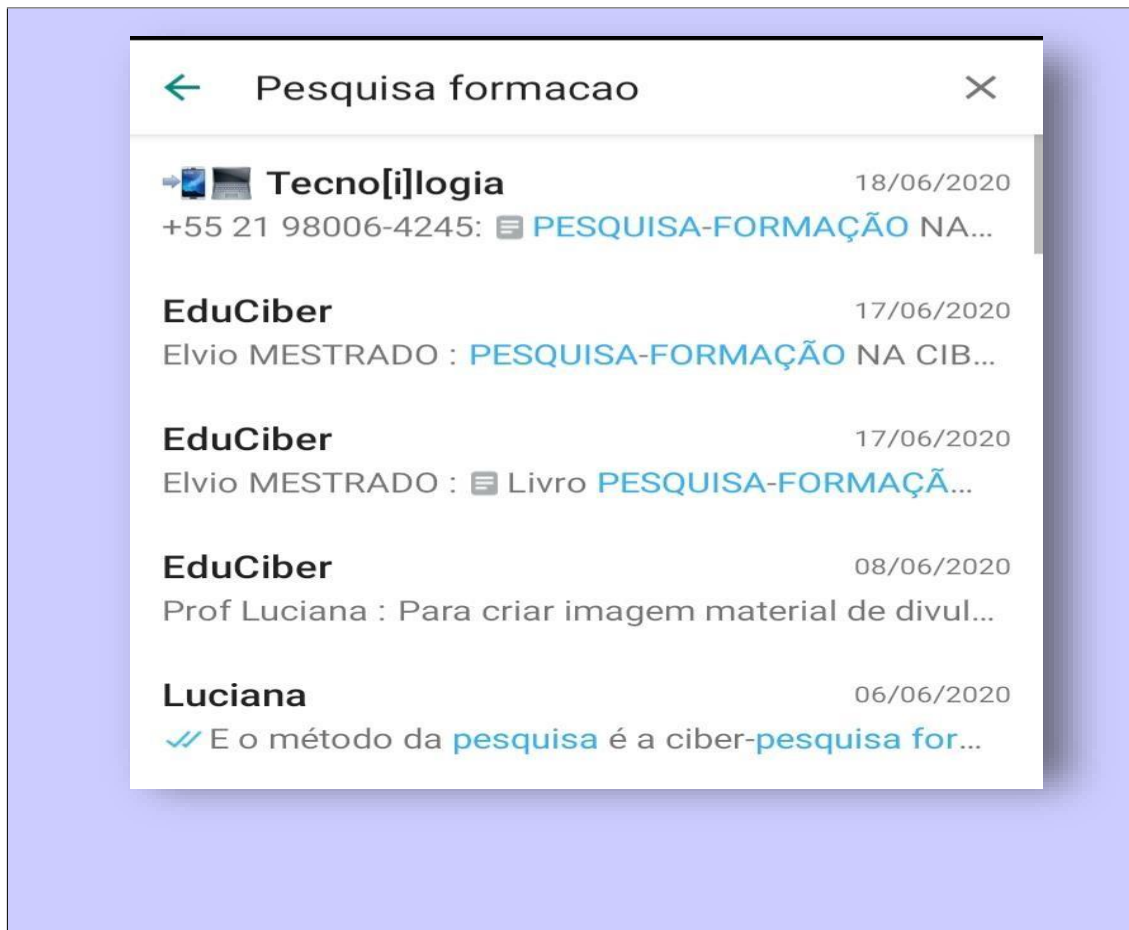 Pesquisa formacao
Tecno[i]logia 18/06/2020
+55 21 98006-4245: PESQUISA-FORMAÇÃO NA...
EduCiber 17/06/2020
Elvio MESTRADO : PESQUISA-FORMAÇÃO NA CIB...
EduCiber 17/06/2020
Elvio MESTRADO : Livro PESQUISA-FORMAÇÃ...
EduCiber 08/06/2020
Prof Luciana : Para criar imagem material de divul...
Luciana 06/06/2020
E o método da pesquisa é a ciber-pesquisa for...